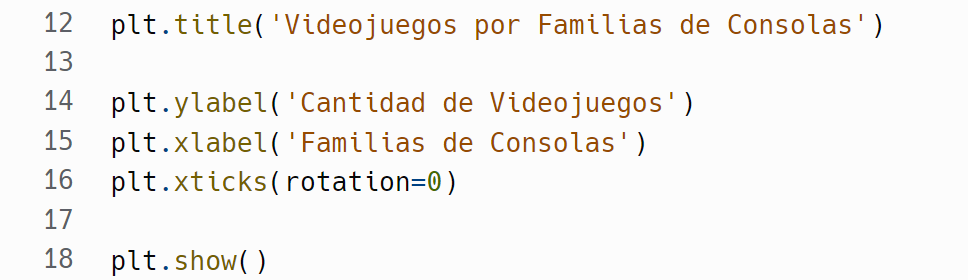 12 plt.title('Videojuegos por Familias de Consolas')
13
14 plt.ylabel('Cantidad de Videojuegos')
15 plt.xlabel('Familias de Consolas')
16 plt.xticks(rotation=0)
17
18 plt.show()